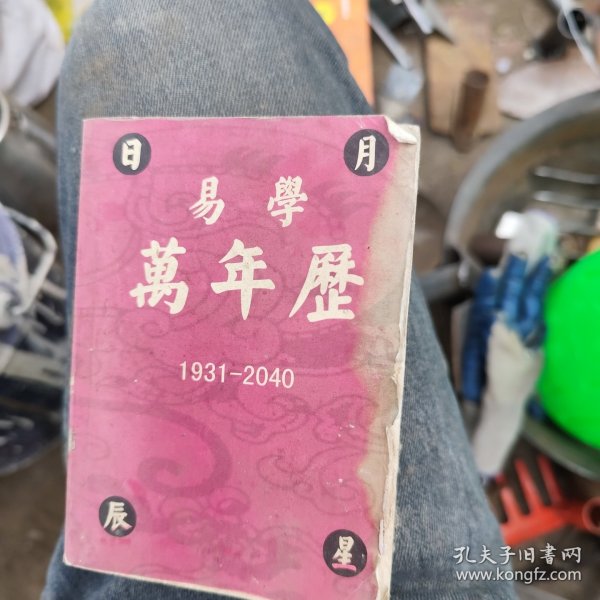 日 月
易學
萬年歷
1931-2040
辰 星
孔夫子旧书网
www.kongfz.com